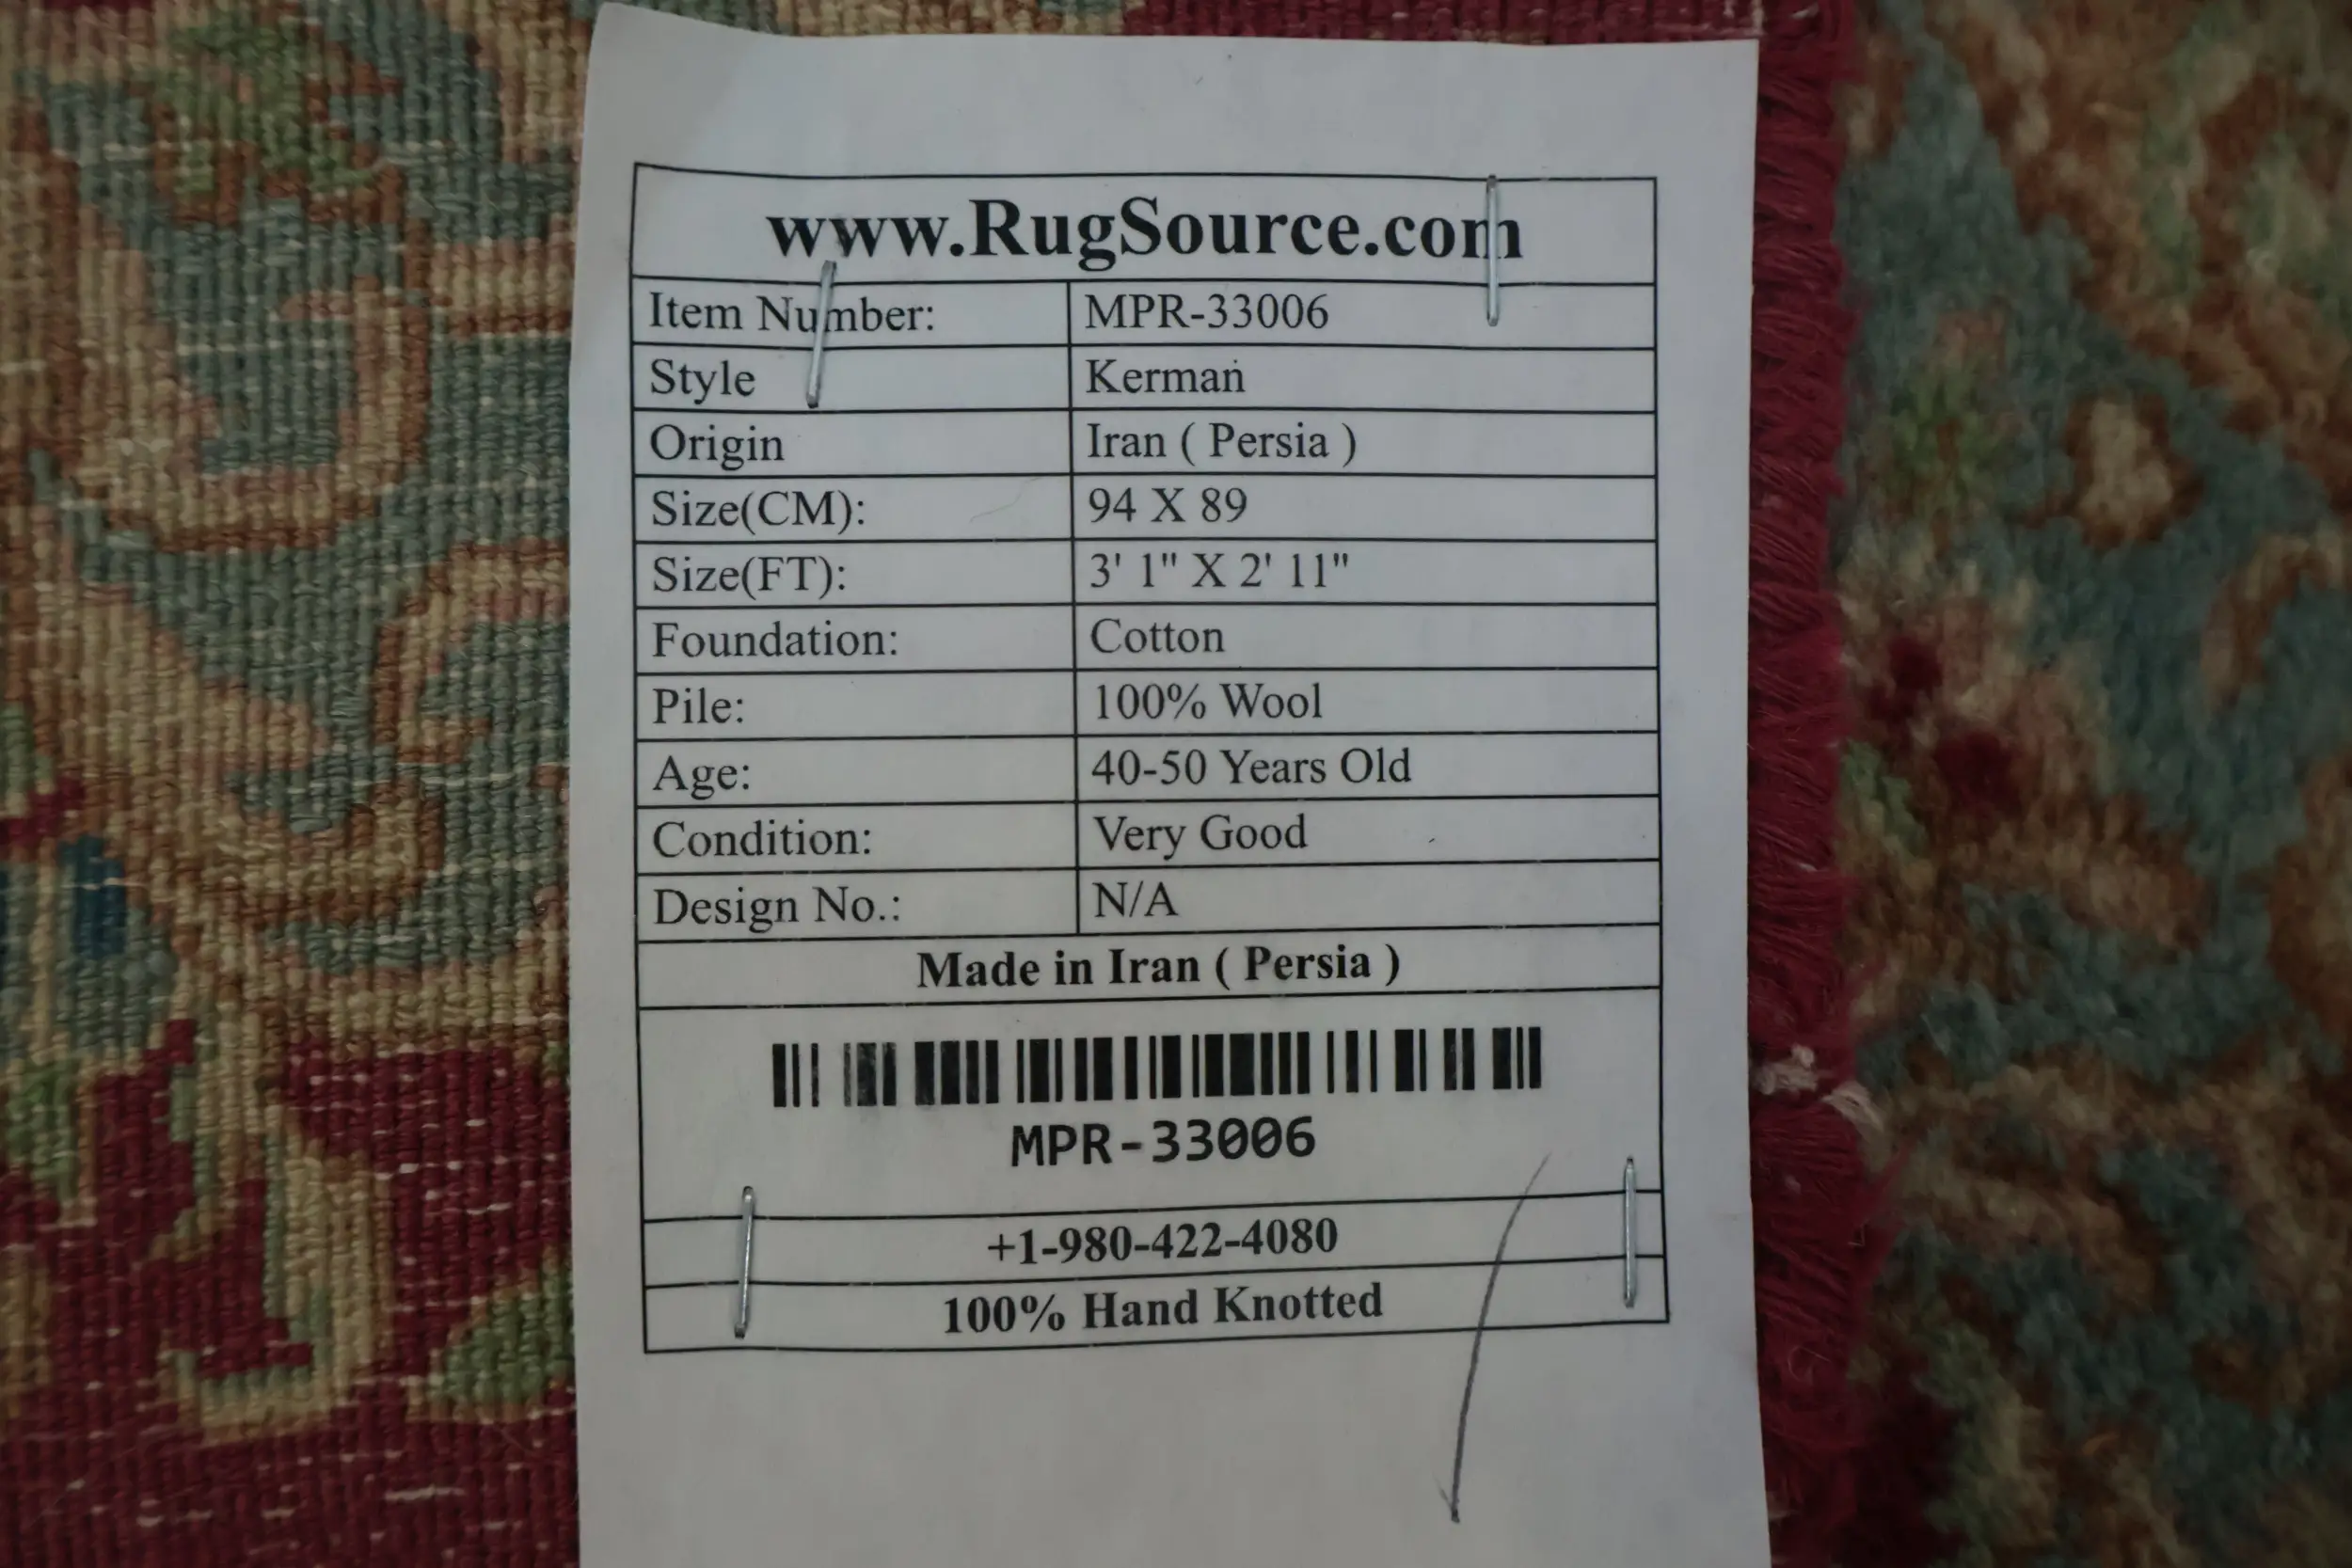 www.RugSource.com
Item Number: MPR-33006
Style Kerman
Origin Iran ( Persia )
Size(CM): 94 X 89
Size(FT): 3' 1" X 2' 11"
Foundation: Cotton
Pile: 100% Wool
Age: 40-50 Years Old
Condition: Very Good
Design No.: N/A
Made in Iran ( Persia )
MPR-33006
+1-980-422-4080
100% Hand Knotted